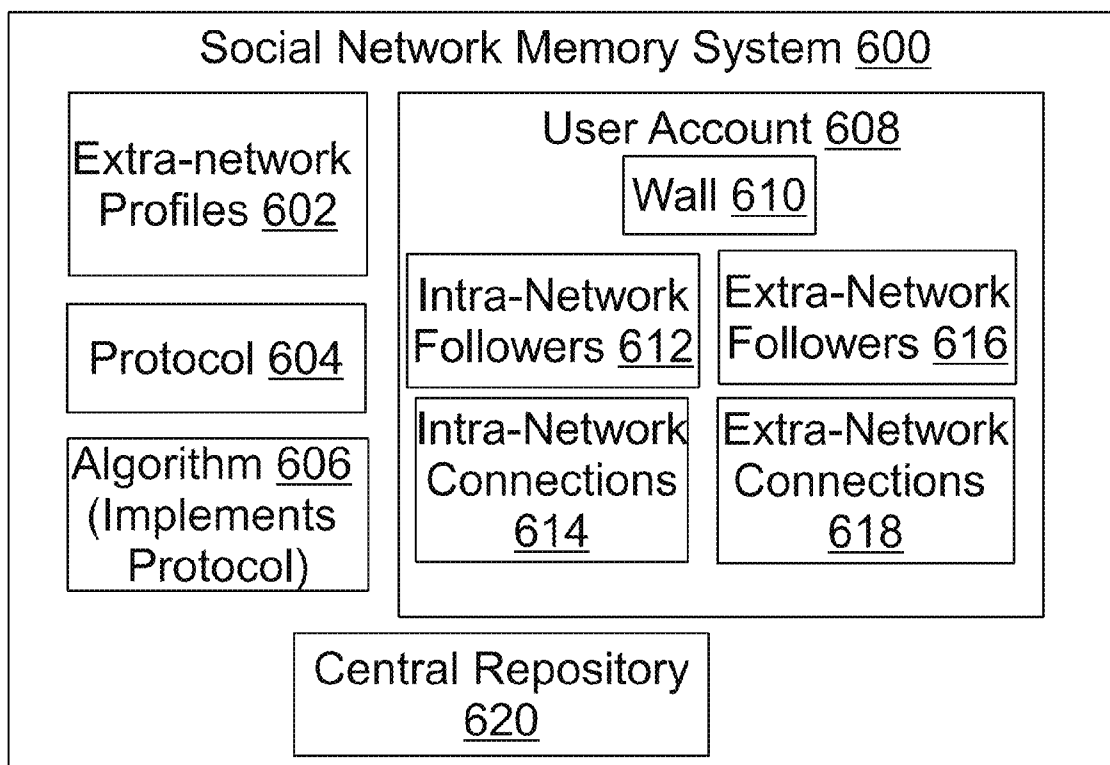 Social Network Memory System 600
Extra-network
Profiles 602
Protocol 604
Algorithm 606
(Implements
Protocol)
User Account 608
Wall 610
Intra-Network
Followers 612
Extra-Network
Followers 616
Intra-Network
Connections
614
Extra-Network
Connections
618
Central Repository
620